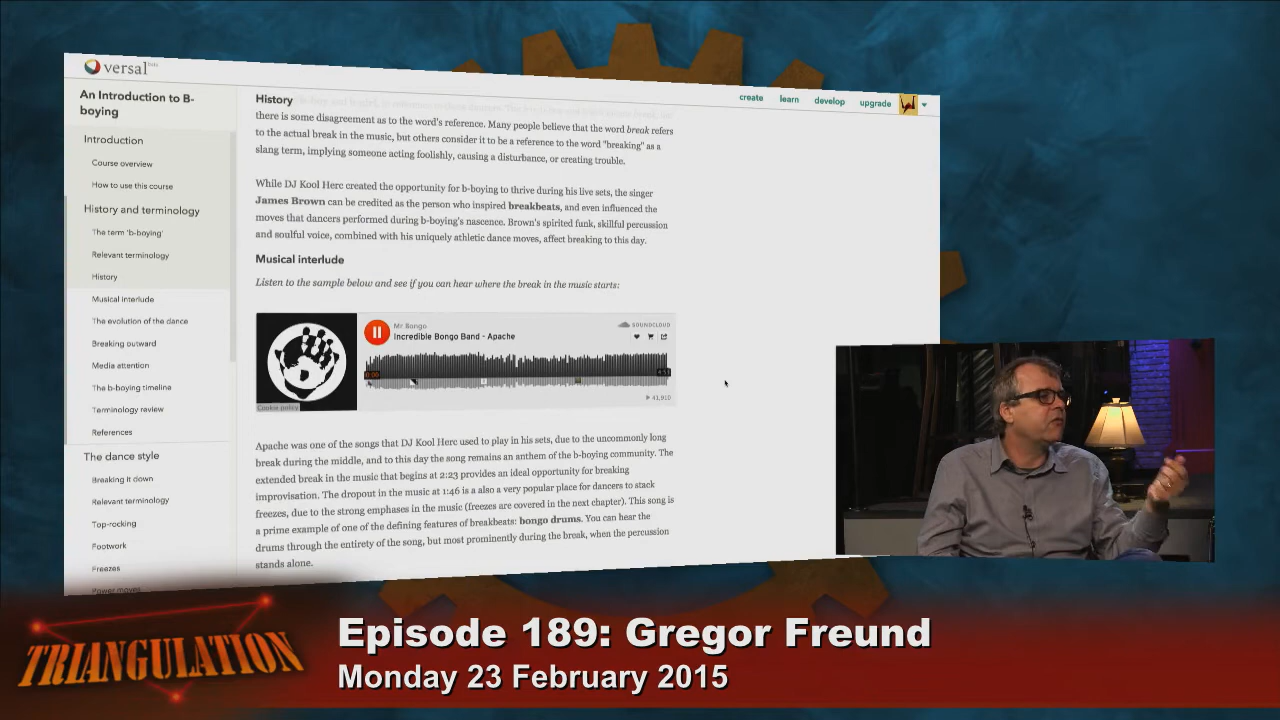 versal
An Introduction to B-
boying
Introduction
Course overview
How to use this course
History and terminology
The term 'b-boying'
Relevant terminology
History
Musical interlude
The evolution of the dance
Breaking outward
Media attention
The b-boying timeline
Terminology review
References
The dance style
Breaking it down
Relevant terminology
Top-rocking
Footwork
Freezes
Power moves
create learn develop upgrade
History
there is some disagreement as to the word's reference. Many people believe that the word break refers
to the actual break in the music, but others consider it to be a reference to the word "breaking" as a
slang term, implying someone acting foolishly, causing a disturbance, or creating trouble.
While DJ Kool Herc created the opportunity for b-boying to thrive during his live sets, the singer
James Brown can be credited as the person who inspired breakbeats, and even influenced the
moves that dancers performed during b-boying's nascence. Brown's spirited funk, skillful percussion
and soulful voice, combined with his uniquely athletic dance moves, affect breaking to this day.
Musical interlude
Listen to the sample below and see if you can hear where the break in the music starts:
Mr Bongo
Incredible Bongo Band - Apache
SOUNDCLOUD
0:00
4:51
41,910
Cookie policy
Apache was one of the songs that DJ Kool Herc used to play in his sets, due to the uncommonly long
break during the middle, and to this day the song remains an anthem of the b-boying community. The
extended break in the music that begins at 2:23 provides an ideal opportunity for breaking
improvisation. The dropout in the music at 1:46 is a also a very popular place for dancers to stack
freezes, due to the strong emphases in the music (freezes are covered in the next chapter). This song is
a prime example of one of the defining features of breakbeats: bongo drums. You can hear the
drums through the entirety of the song, but most prominently during the break, when the percussion
stands alone.
TRIANGULATION
Episode 189: Gregor Freund
Monday 23 February 2015